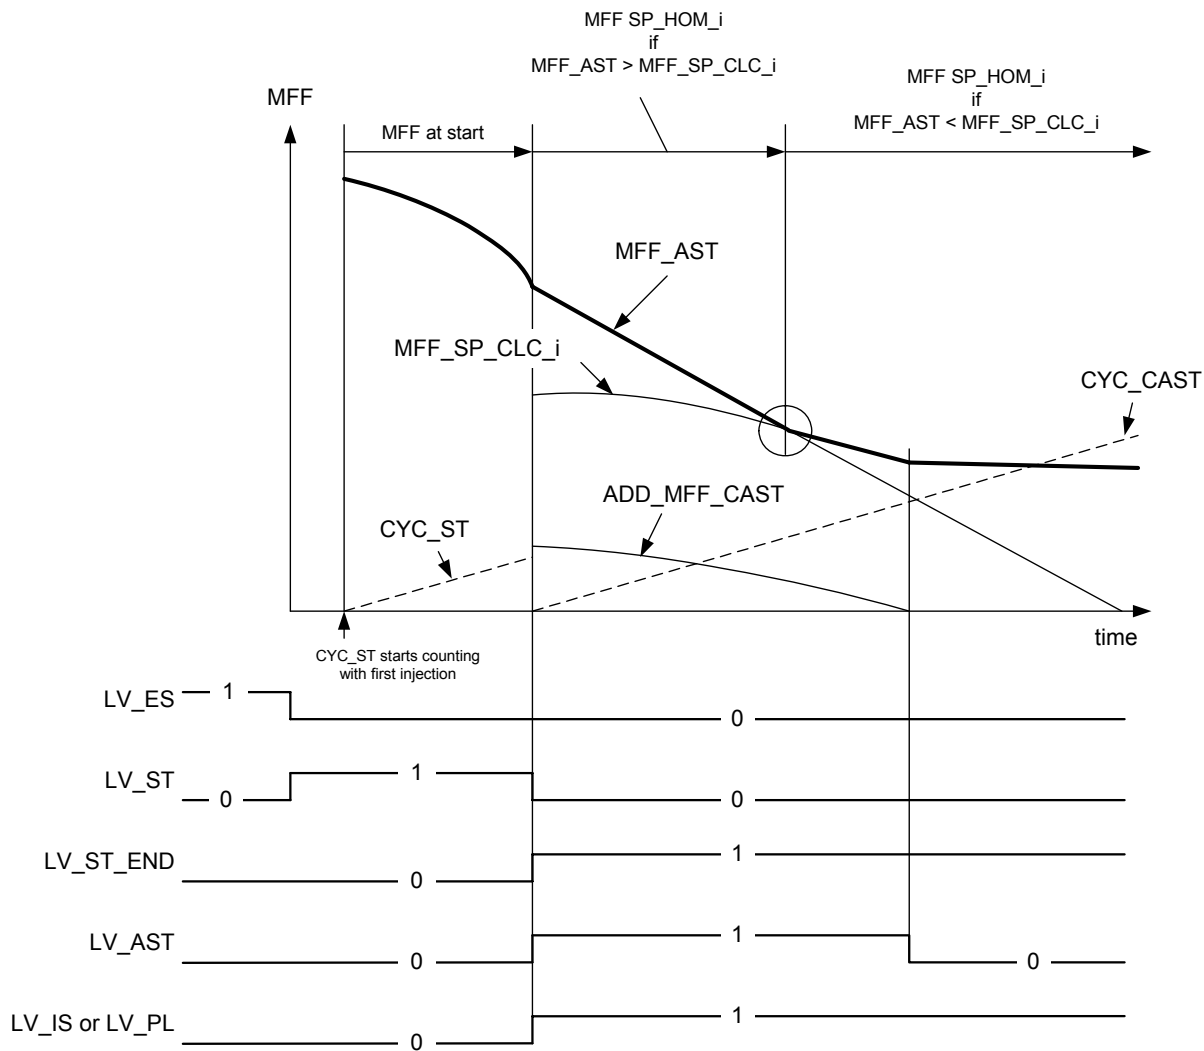 MFF SP_HOM_i
if
MFF_AST > MFF_SP_CLC_i
MFF SP_HOM_i
if
MFF_AST < MFF_SP_CLC_i
MFF
MFF at start
MFF_AST
MFF_SP_CLC_i
CYC_CAST
ADD_MFF_CAST
CYC_ST
time
CYC_ST starts counting
with first injection
LV_ES
1
0
LV_ST
0
1
0
LV_ST_END
0
1
LV_AST
0
1
0
LV_IS or LV_PL
0
1